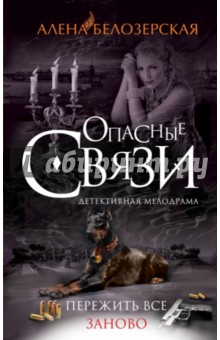 АЛЕНА БЕЛОЗЕРСКАЯ
ОПАСНЫЕ
СВЯЗИ
ДЕТЕКТИВНАЯ МЕЛОДРАМА
ПЕРЕЖИТЬ ВСЕ
ЗАНОВО